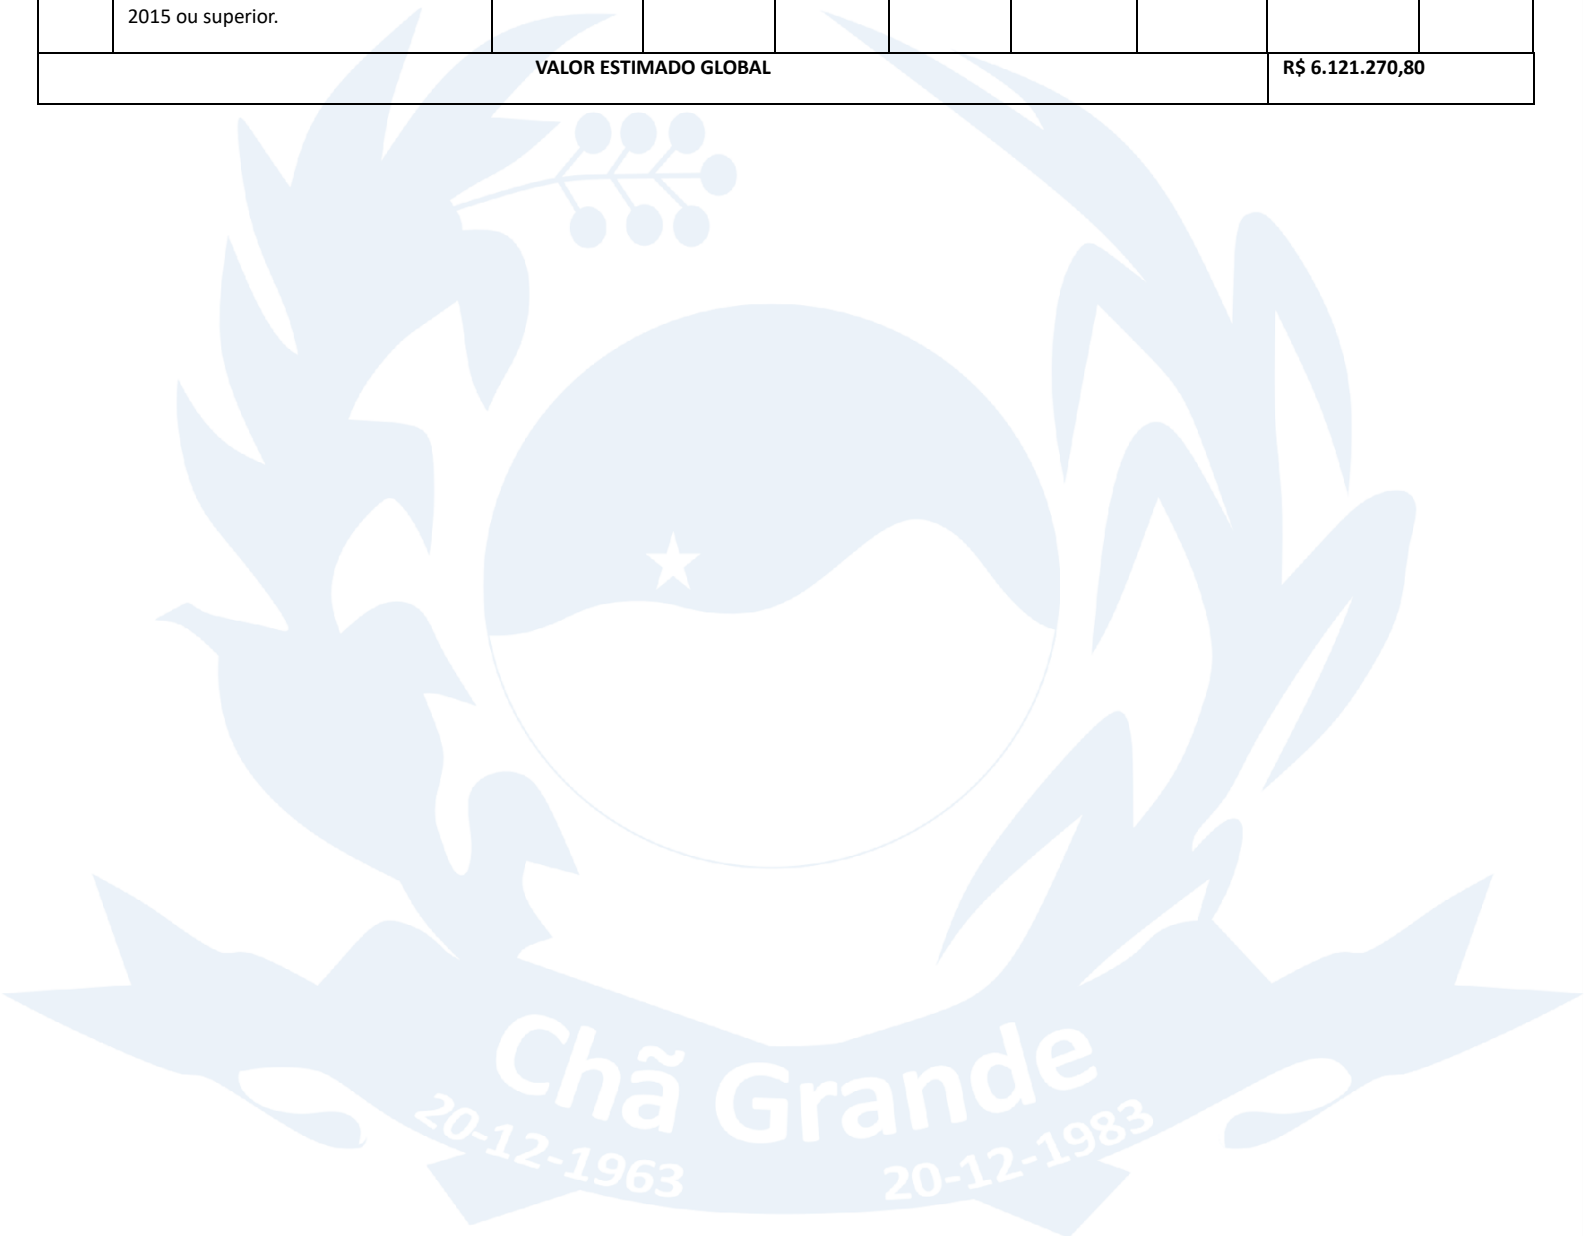 2015 ou superior.
VALOR ESTIMADO GLOBAL R$ 6.121.270,80
Chã Grande
20-12-1963 20-12-1983